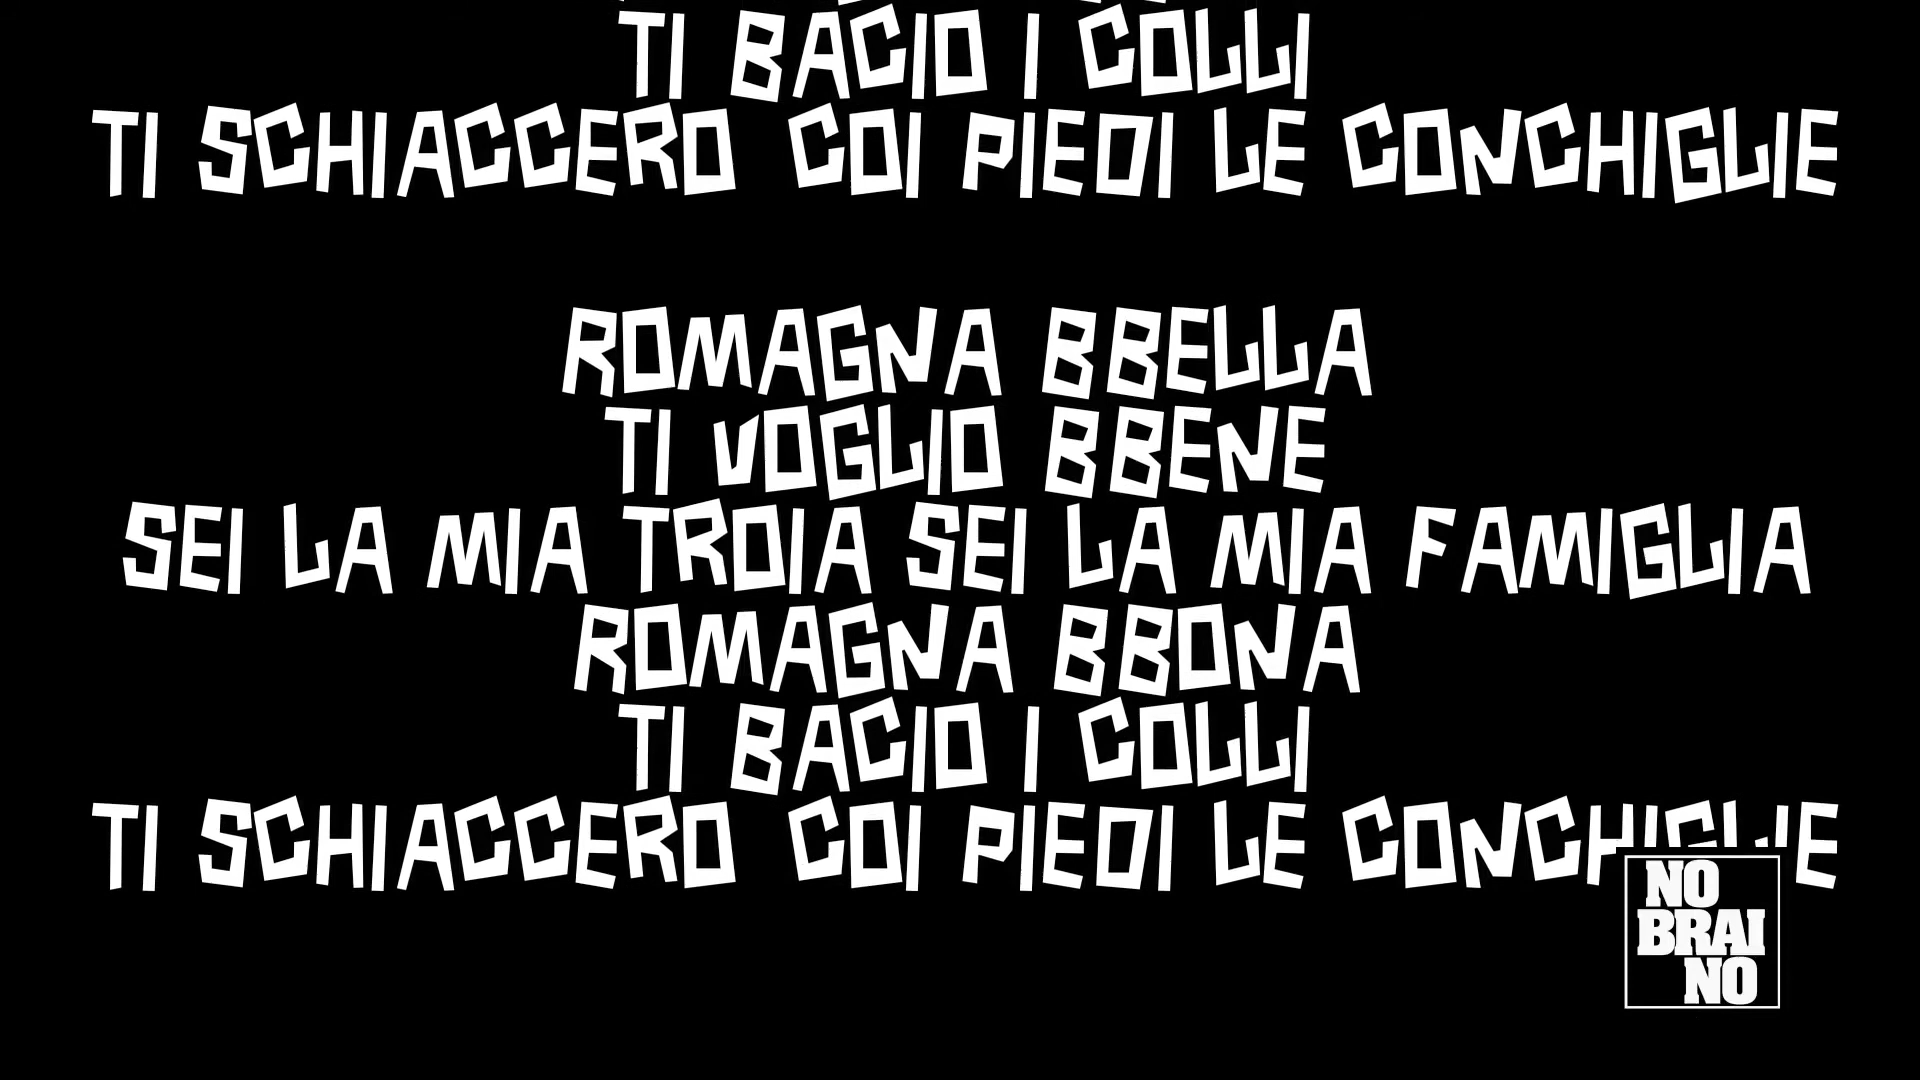 TI BACIO I COLLI
TI SCHIACCERO COI PIEDI LE CONCHIGLIE
ROMAGNA BBELLA
TI VOGLIO BBENE
SEI LA MIA TROIA SEI LA MIA FAMIGLIA
ROMAGNA BBONA
TI BACIO I COLLI
TI SCHIACCERO COI PIEDI LE CONCHIGLIE
NO
BRAI
NO